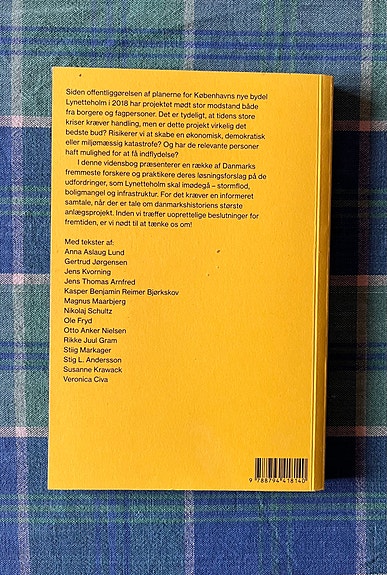 Siden offentliggørelsen af planerne for Københavns nye bydel
Lynetteholm i 2018 har projektet mødt stor modstand både
fra borgere og fagpersoner. Det er tydeligt, at tidens store
kriser kræver handling, men er dette projekt virkelig det
bedste bud? Risikerer vi at skabe en økonomisk, demokratisk
eller miljømæssig katastrofe? Og har de relevante personer
haft mulighed for at få indflydelse?
I denne vidensbog præsenterer en række af Danmarks
fremmeste forskere og praktikere deres løsningsforslag på de
udfordringer, som Lynetteholm skal imødegå – stormflod,
boligmangel og infrastruktur. For det kræver en informeret
samtale, når der er tale om danmarkshistoriens største
anlægsprojekt. Inden vi træffer uoprettelige beslutninger for
fremtiden, er vi nødt til at tænke os om!
Med tekster af:
Anna Aslaug Lund
Gertrud Jørgensen
Jens Kvorning
Jens Thomas Arnfred
Kasper Benjamin Reimer Bjørkskov
Magnus Maarbjerg
Nikolaj Schultz
Ole Fryd
Otto Anker Nielsen
Rikke Juul Gram
Stiig Markager
Stig L. Andersson
Susanne Krawack
Veronica Civa
9 788794 418140